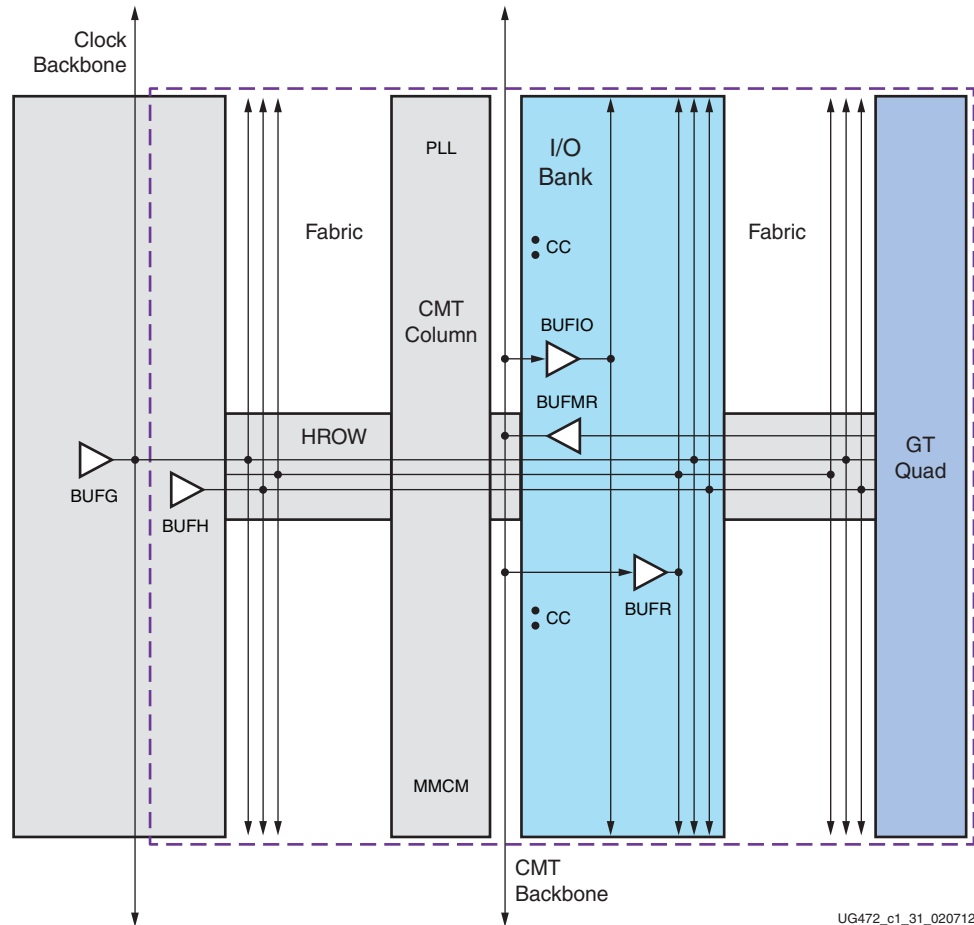 Clock
Backbone
PLL
I/O
Bank
Fabric
Fabric
CC
CMT
Column
BUFIO
BUFMR
HROW
GT
Quad
BUFG
BUFH
BUFR
CC
MMCM
CMT
Backbone
UG472_c1_31_020712